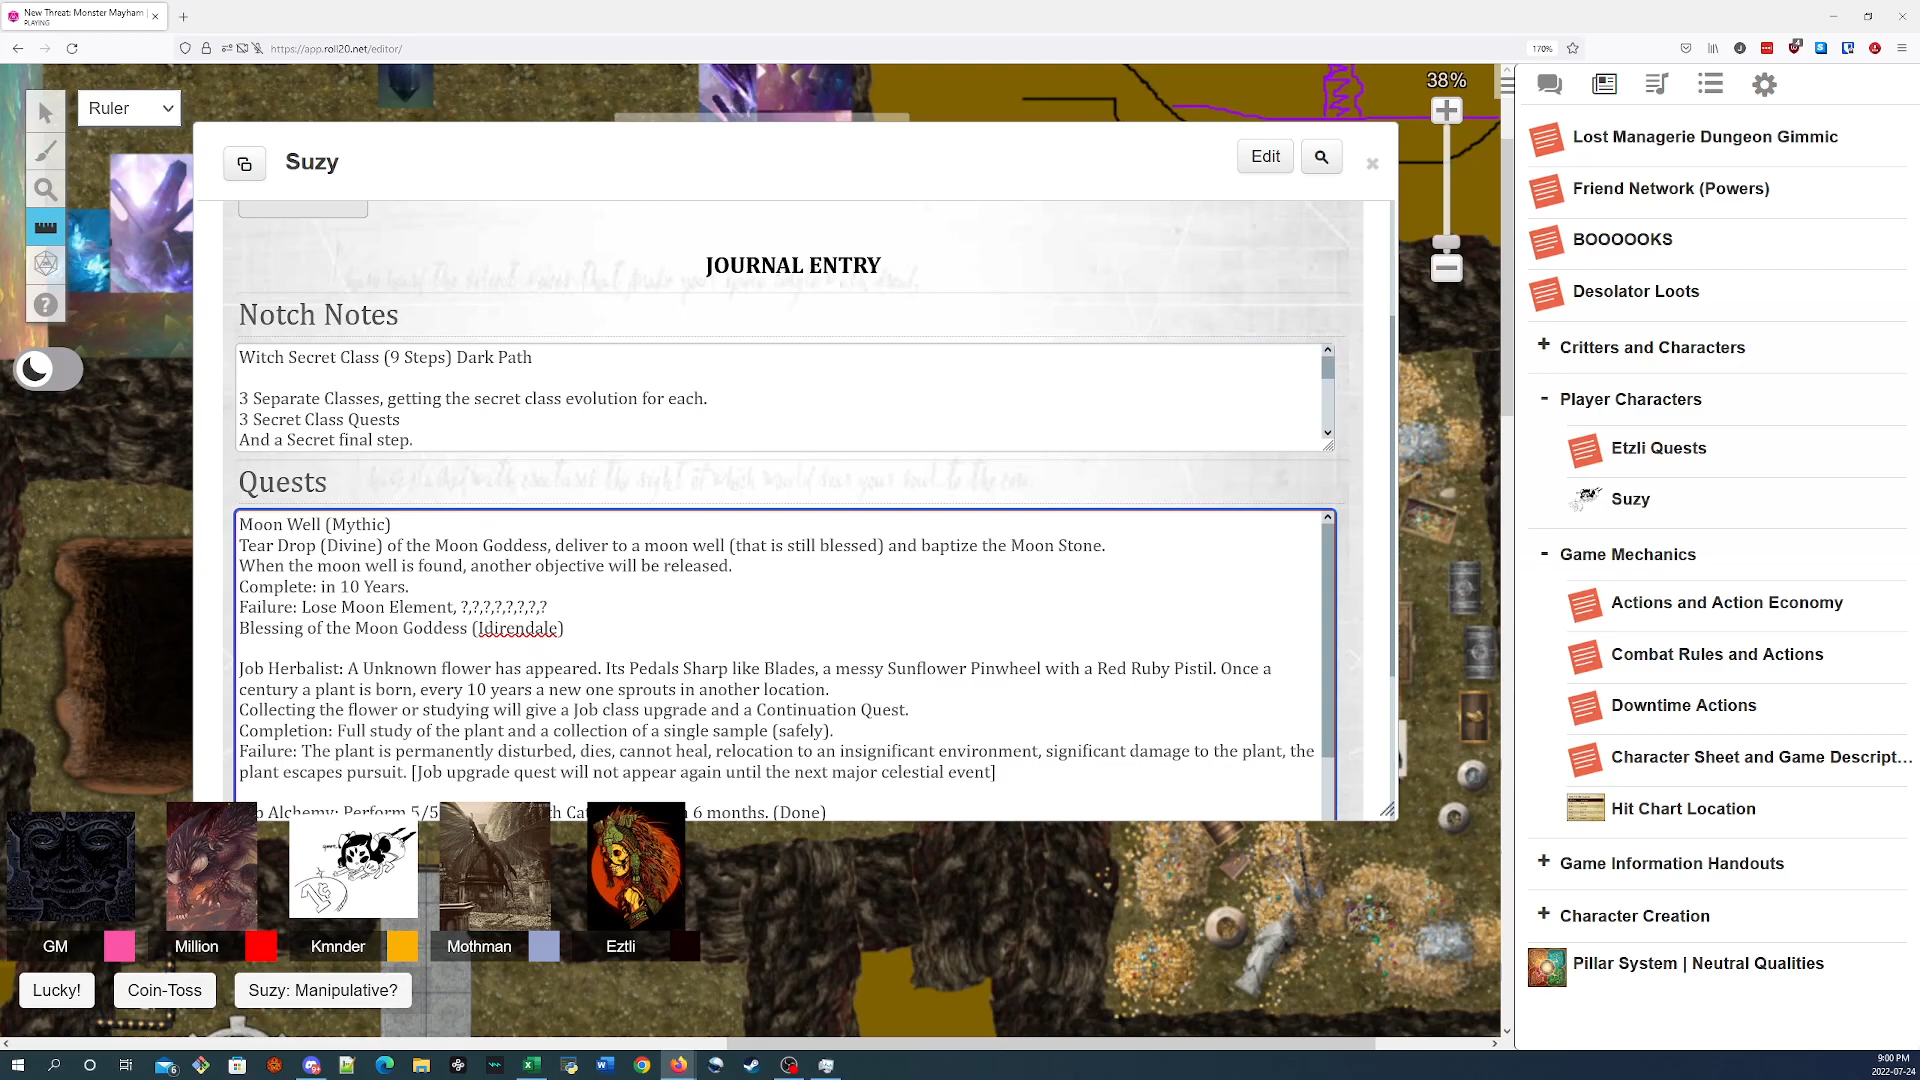 New Threat: Monster Mayham
PLAYING
https://app.roll20.net/editor/
170%
4
Ruler
38%
Suzy
Edit
JOURNAL ENTRY
Notch Notes
Witch Secret Class (9 Steps) Dark Path
3 Separate Classes, getting the secret class evolution for each.
3 Secret Class Quests
And a Secret final step.
Quests
Moon Well (Mythic)
Tear Drop (Divine) of the Moon Goddess, deliver to a moon well (that is still blessed) and baptize the Moon Stone.
When the moon well is found, another objective will be released.
Complete: in 10 Years.
Failure: Lose Moon Element, ?,?,?,?,?,?,?,?
Blessing of the Moon Goddess (Idirendale)
Job Herbalist: A Unknown flower has appeared. Its Pedals Sharp like Blades, a messy Sunflower Pinwheel with a Red Ruby Pistil. Once a
century a plant is born, every 10 years a new one sprouts in another location.
Collecting the flower or studying will give a Job class upgrade and a Continuation Quest.
Completion: Full study of the plant and a collection of a single sample (safely).
Failure: The plant is permanently disturbed, dies, cannot heal, relocation to an insignificant environment, significant damage to the plant, the
plant escapes pursuit. [Job upgrade quest will not appear again until the next major celestial event]
Alchemy: Perform 5/5 6 months. (Done)
GM
Million
Kmnder
Mothman
Eztli
Lucky!
Coin-Toss
Suzy: Manipulative?
Lost Managerie Dungeon Gimmic
Friend Network (Powers)
BOOOOOKS
Desolator Loots
+ Critters and Characters
- Player Characters
Etzli Quests
Suzy
- Game Mechanics
Actions and Action Economy
Combat Rules and Actions
Downtime Actions
Character Sheet and Game Descript...
Hit Chart Location
+ Game Information Handouts
+ Character Creation
Pillar System | Neutral Qualities
6
9:00 PM
2022-07-24